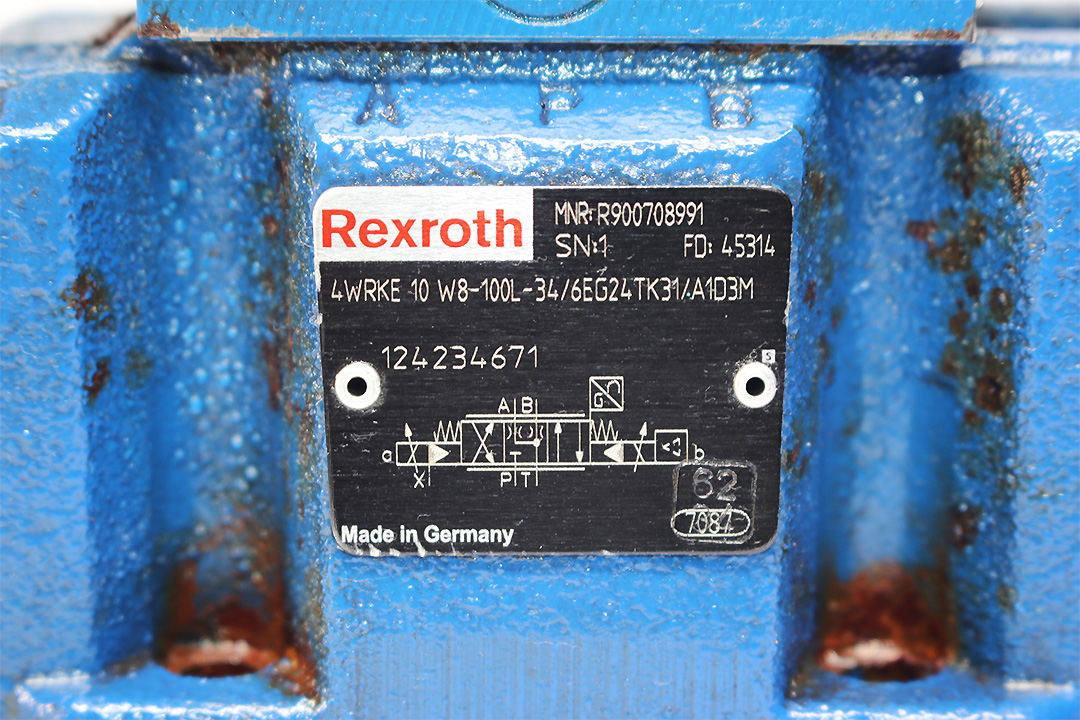 A P B
Rexroth
MNR: R900708991
SN: 1 FD: 45314
4WRKE 10 W8-100L-34/6EG24TK31/A1D3M
124234671
S
G
A B
a b
X P T
62
7087
Made in Germany